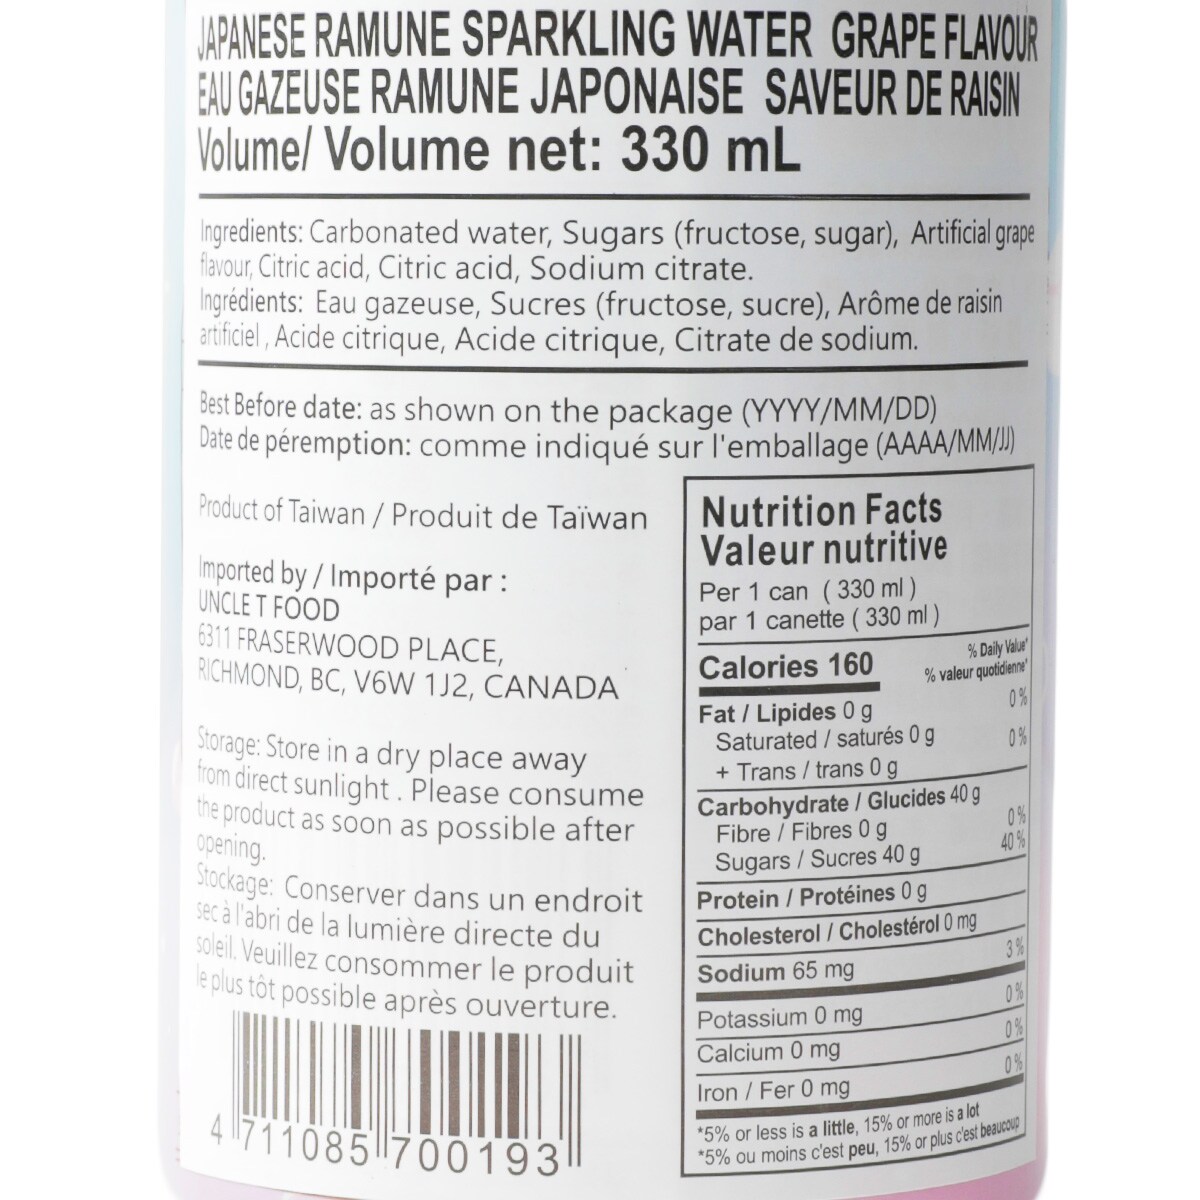 JAPANESE RAMUNE SPARKLING WATER GRAPE FLAVOUR
EAU GAZEUSE RAMUNE JAPONAISE SAVEUR DE RAISIN
Volume/ Volume net: 330 mL
Ingredients: Carbonated water, Sugars (fructose, sugar), Artificial grape
flavour, Citric acid, Citric acid, Sodium citrate.
Ingrédients: Eau gazeuse, Sucres (fructose, sucre), Arôme de raisin
artificiel , Acide citrique, Acide citrique, Citrate de sodium.
Best Before date: as shown on the package (YYYY/MM/DD)
Date de péremption: comme indiqué sur l'emballage (AAAA/MM/JJ)
Product of Taiwan / Produit de Taïwan
Imported by / Importé par :
UNCLE T FOOD
6311 FRASERWOOD PLACE,
RICHMOND, BC, V6W 1J2, CANADA
Storage: Store in a dry place away
from direct sunlight . Please consume
the product as soon as possible after
opening.
Stockage: Conserver dans un endroit
sec à l'abri de la lumière directe du
soleil. Veuillez consommer le produit
le plus tôt possible après ouverture.
4 711085 700193
Nutrition Facts
Valeur nutritive
Per 1 can ( 330 ml )
par 1 canette ( 330 ml )
% Daily Value*
Calories 160 % valeur quotidienne*
Fat / Lipides 0 g 0 %
Saturated / saturés 0 g 0 %
+ Trans / trans 0 g
Carbohydrate / Glucides 40 g
Fibre / Fibres 0 g 0 %
Sugars / Sucres 40 g 40 %
Protein / Protéines 0 g
Cholesterol / Cholestérol 0 mg
Sodium 65 mg 3 %
Potassium 0 mg 0 %
Calcium 0 mg 0 %
Iron / Fer 0 mg 0 %
*5% or less is a little, 15% or more is a lot
*5% ou moins c'est peu, 15% or plus c'est beaucoup